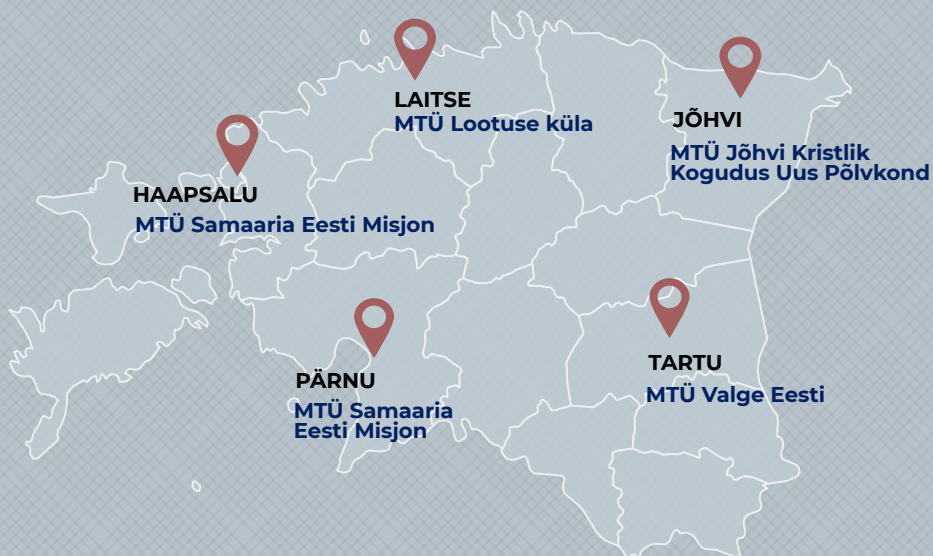 LAITSE
MTÜ Lootuse küla
JÕHVI
MTÜ Jõhvi Kristlik
Kogudus Uus Põlvkond
HAAPSALU
MTÜ Samaaria Eesti Misjon
PÄRNU
MTÜ Samaaria
Eesti Misjon
TARTU
MTÜ Valge Eesti